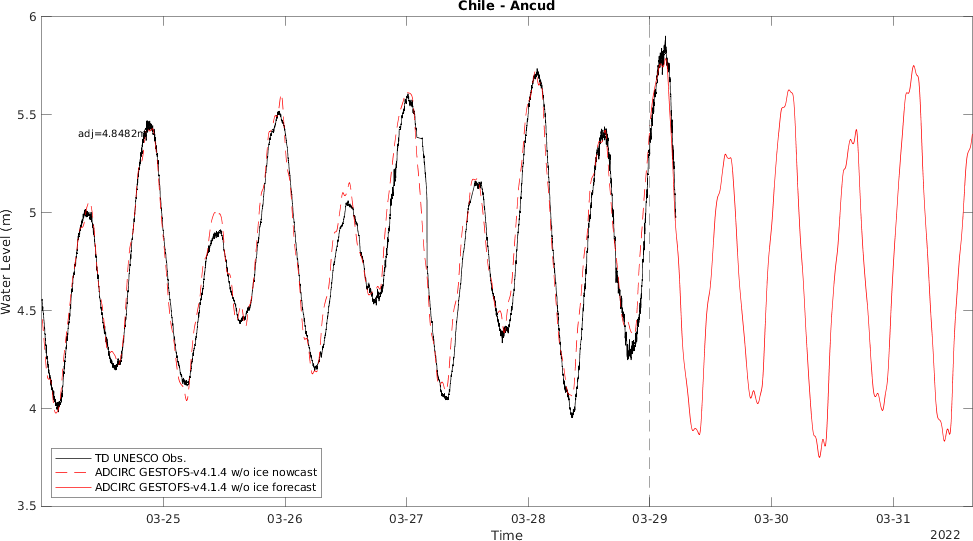 Chile - Ancud
6
5.5
5
4.5
4
3.5
Water Level (m)
adj=4.8482m
TD UNESCO Obs.
ADCIRC GESTOFS-v4.1.4 w/o ice nowcast
ADCIRC GESTOFS-v4.1.4 w/o ice forecast
03-25 03-26 03-27 03-28 03-29 03-30 03-31
Time
2022